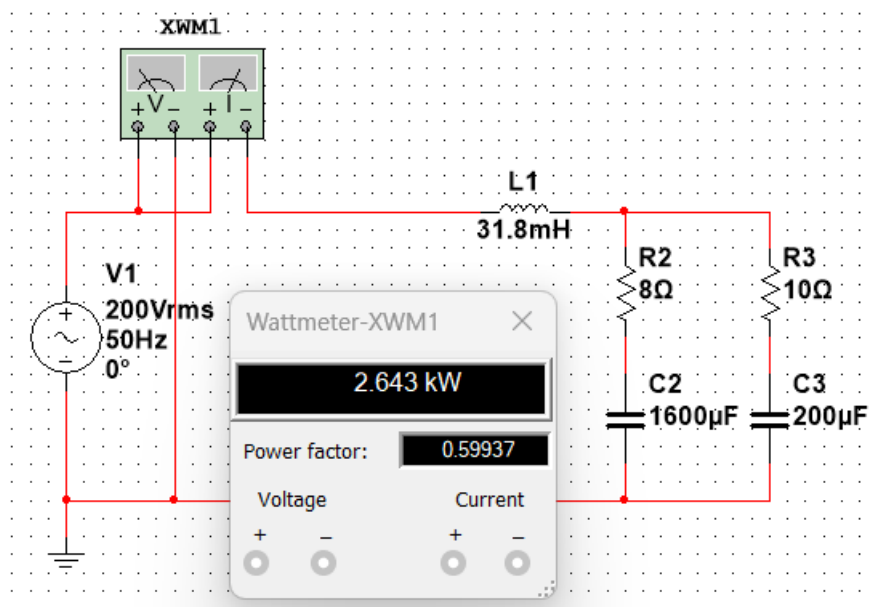 XWM1
+ V − + I −
L1
31.8mH
R2
8Ω
R3
10Ω
V1
200Vrms
50Hz
0°
+
−
Wattmeter-XWM1
2.643 kW
C2
1600µF
C3
200µF
Power factor: 0.59937
Voltage Current
+ − + −